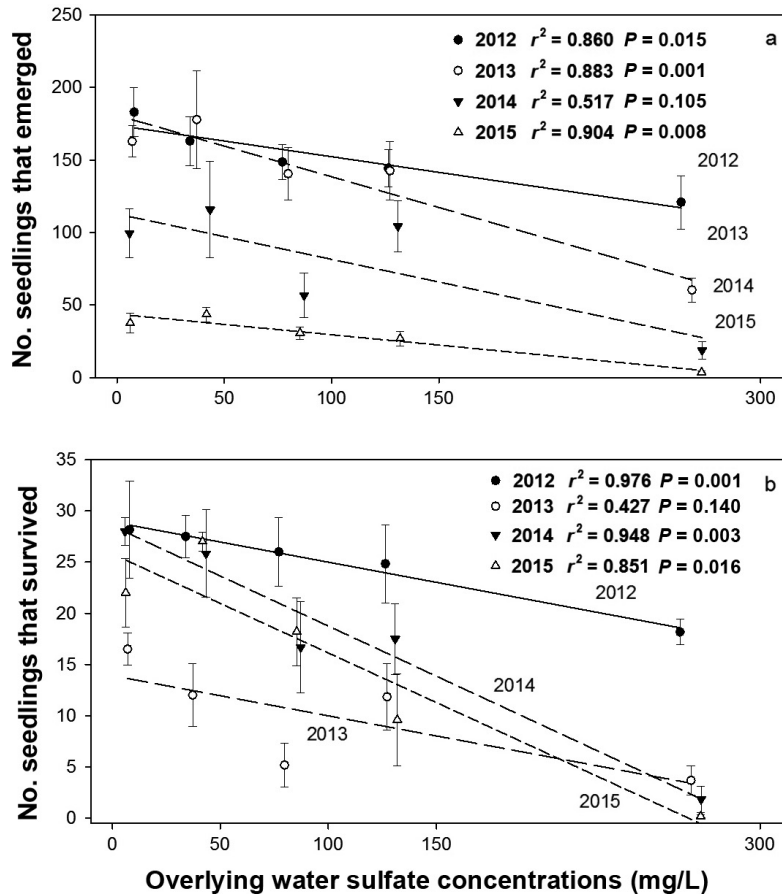 a
● 2012 r² = 0.860 P = 0.015
○ 2013 r² = 0.883 P = 0.001
▼ 2014 r² = 0.517 P = 0.105
△ 2015 r² = 0.904 P = 0.008
No. seedlings that emerged
250
200
150
100
50
0
2012
2013
2014
2015
0 50 100 150 300
b
● 2012 r² = 0.976 P = 0.001
○ 2013 r² = 0.427 P = 0.140
▼ 2014 r² = 0.948 P = 0.003
△ 2015 r² = 0.851 P = 0.016
No. seedlings that survived
35
30
25
20
15
10
5
0
2012
2014
2013
2015
0 50 100 150 300
Overlying water sulfate concentrations (mg/L)